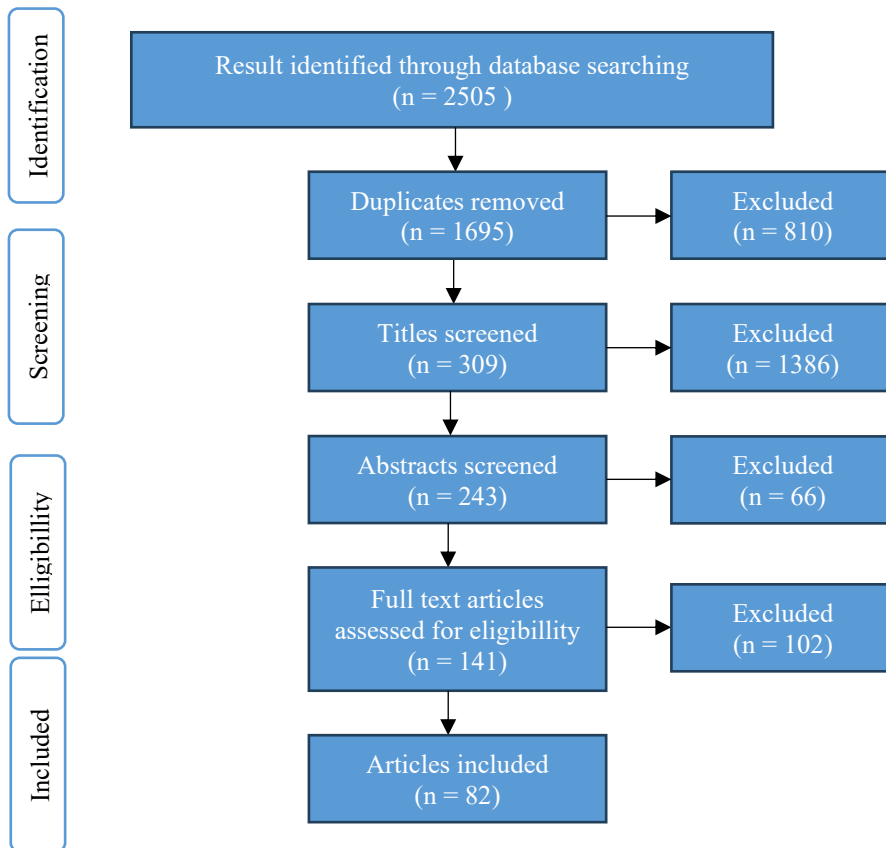 Identification
Result identified through database searching
(n = 2505 )
Duplicates removed
(n = 1695)
Excluded
(n = 810)
Screening
Titles screened
(n = 309)
Excluded
(n = 1386)
Abstracts screened
(n = 243)
Excluded
(n = 66)
Elligibillity
Full text articles
assessed for eligibillity
(n = 141)
Excluded
(n = 102)
Included
Articles included
(n = 82)